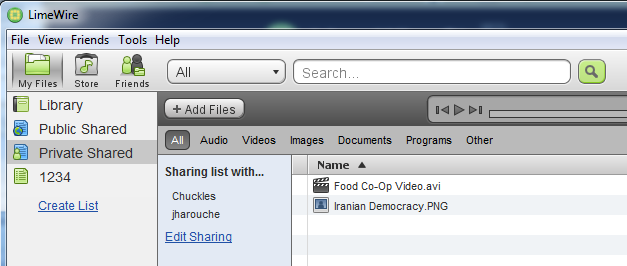 LimeWire
File View Friends Tools Help
My Files Store Friends All Search...
Library
Public Shared
Private Shared
1234
Create List
+ Add Files
All Audio Videos Images Documents Programs Other
Sharing list with...
Chuckles
jharouche
Edit Sharing
Name
Food Co-Op Video.avi
Iranian Democracy.PNG